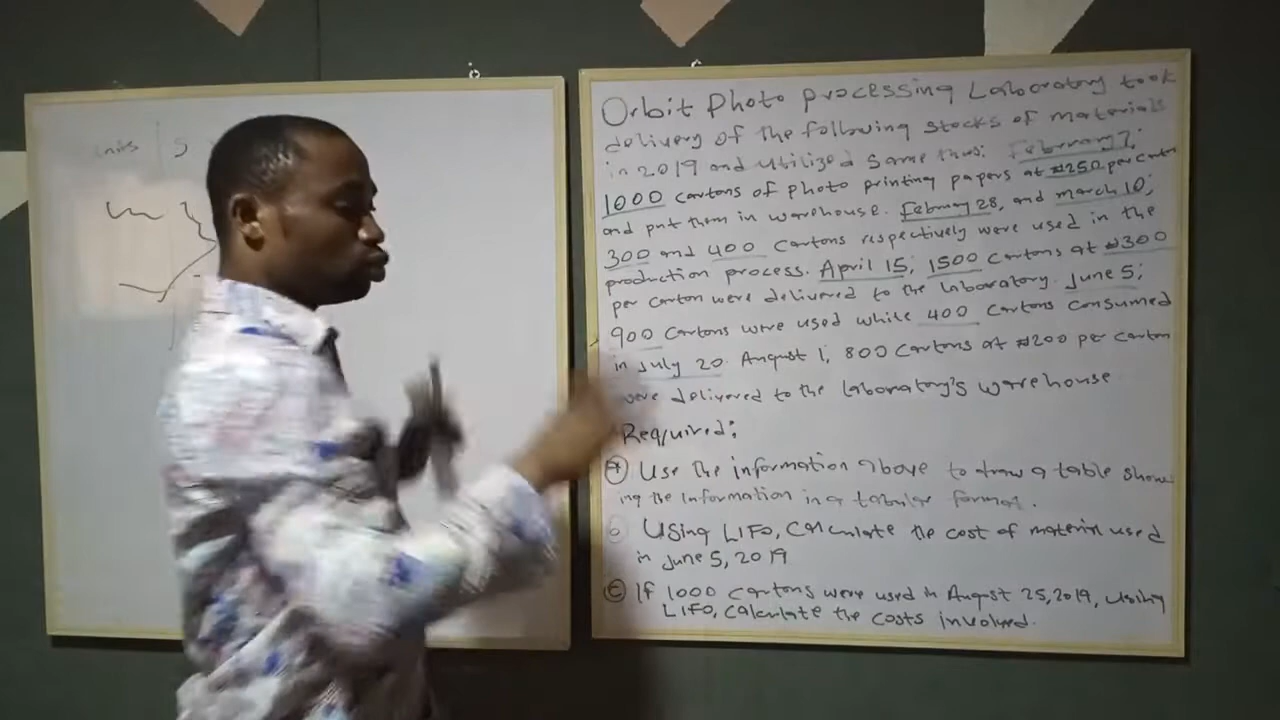 units | S
Orbit Photo processing Laboratory took
delivery of the following stocks of materials
in 2019 and utilized same thus: February 7;
1000 cartons of photo printing papers at ₦250 per carton
and put them in warehouse. February 28, and march 10;
300 and 400 cartons respectively were used in the
production process. April 15; 1500 cartons at ₦300
per carton were delivered to the laboratory. June 5;
900 cartons were used while 400 cartons consumed
in July 20. August 1; 800 cartons at ₦200 per carton
were delivered to the laboratory's warehouse
Required:
(A) Use the information above to draw a table show
ing the information in a tabular format.
b Using LIFO, calculate the cost of material used
in June 5, 2019
(C) If 1000 cartons were used in August 25, 2019, using
LIFO, calculate the costs involved.